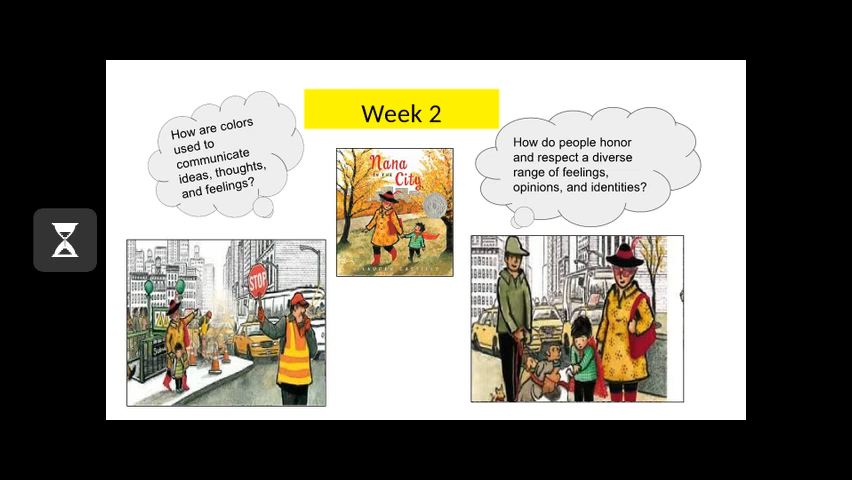 Week 2
How are colors
used to
communicate
ideas, thoughts,
and feelings?
How do people honor
and respect a diverse
range of feelings,
opinions, and identities?
Nana
IN THE
City
STOP